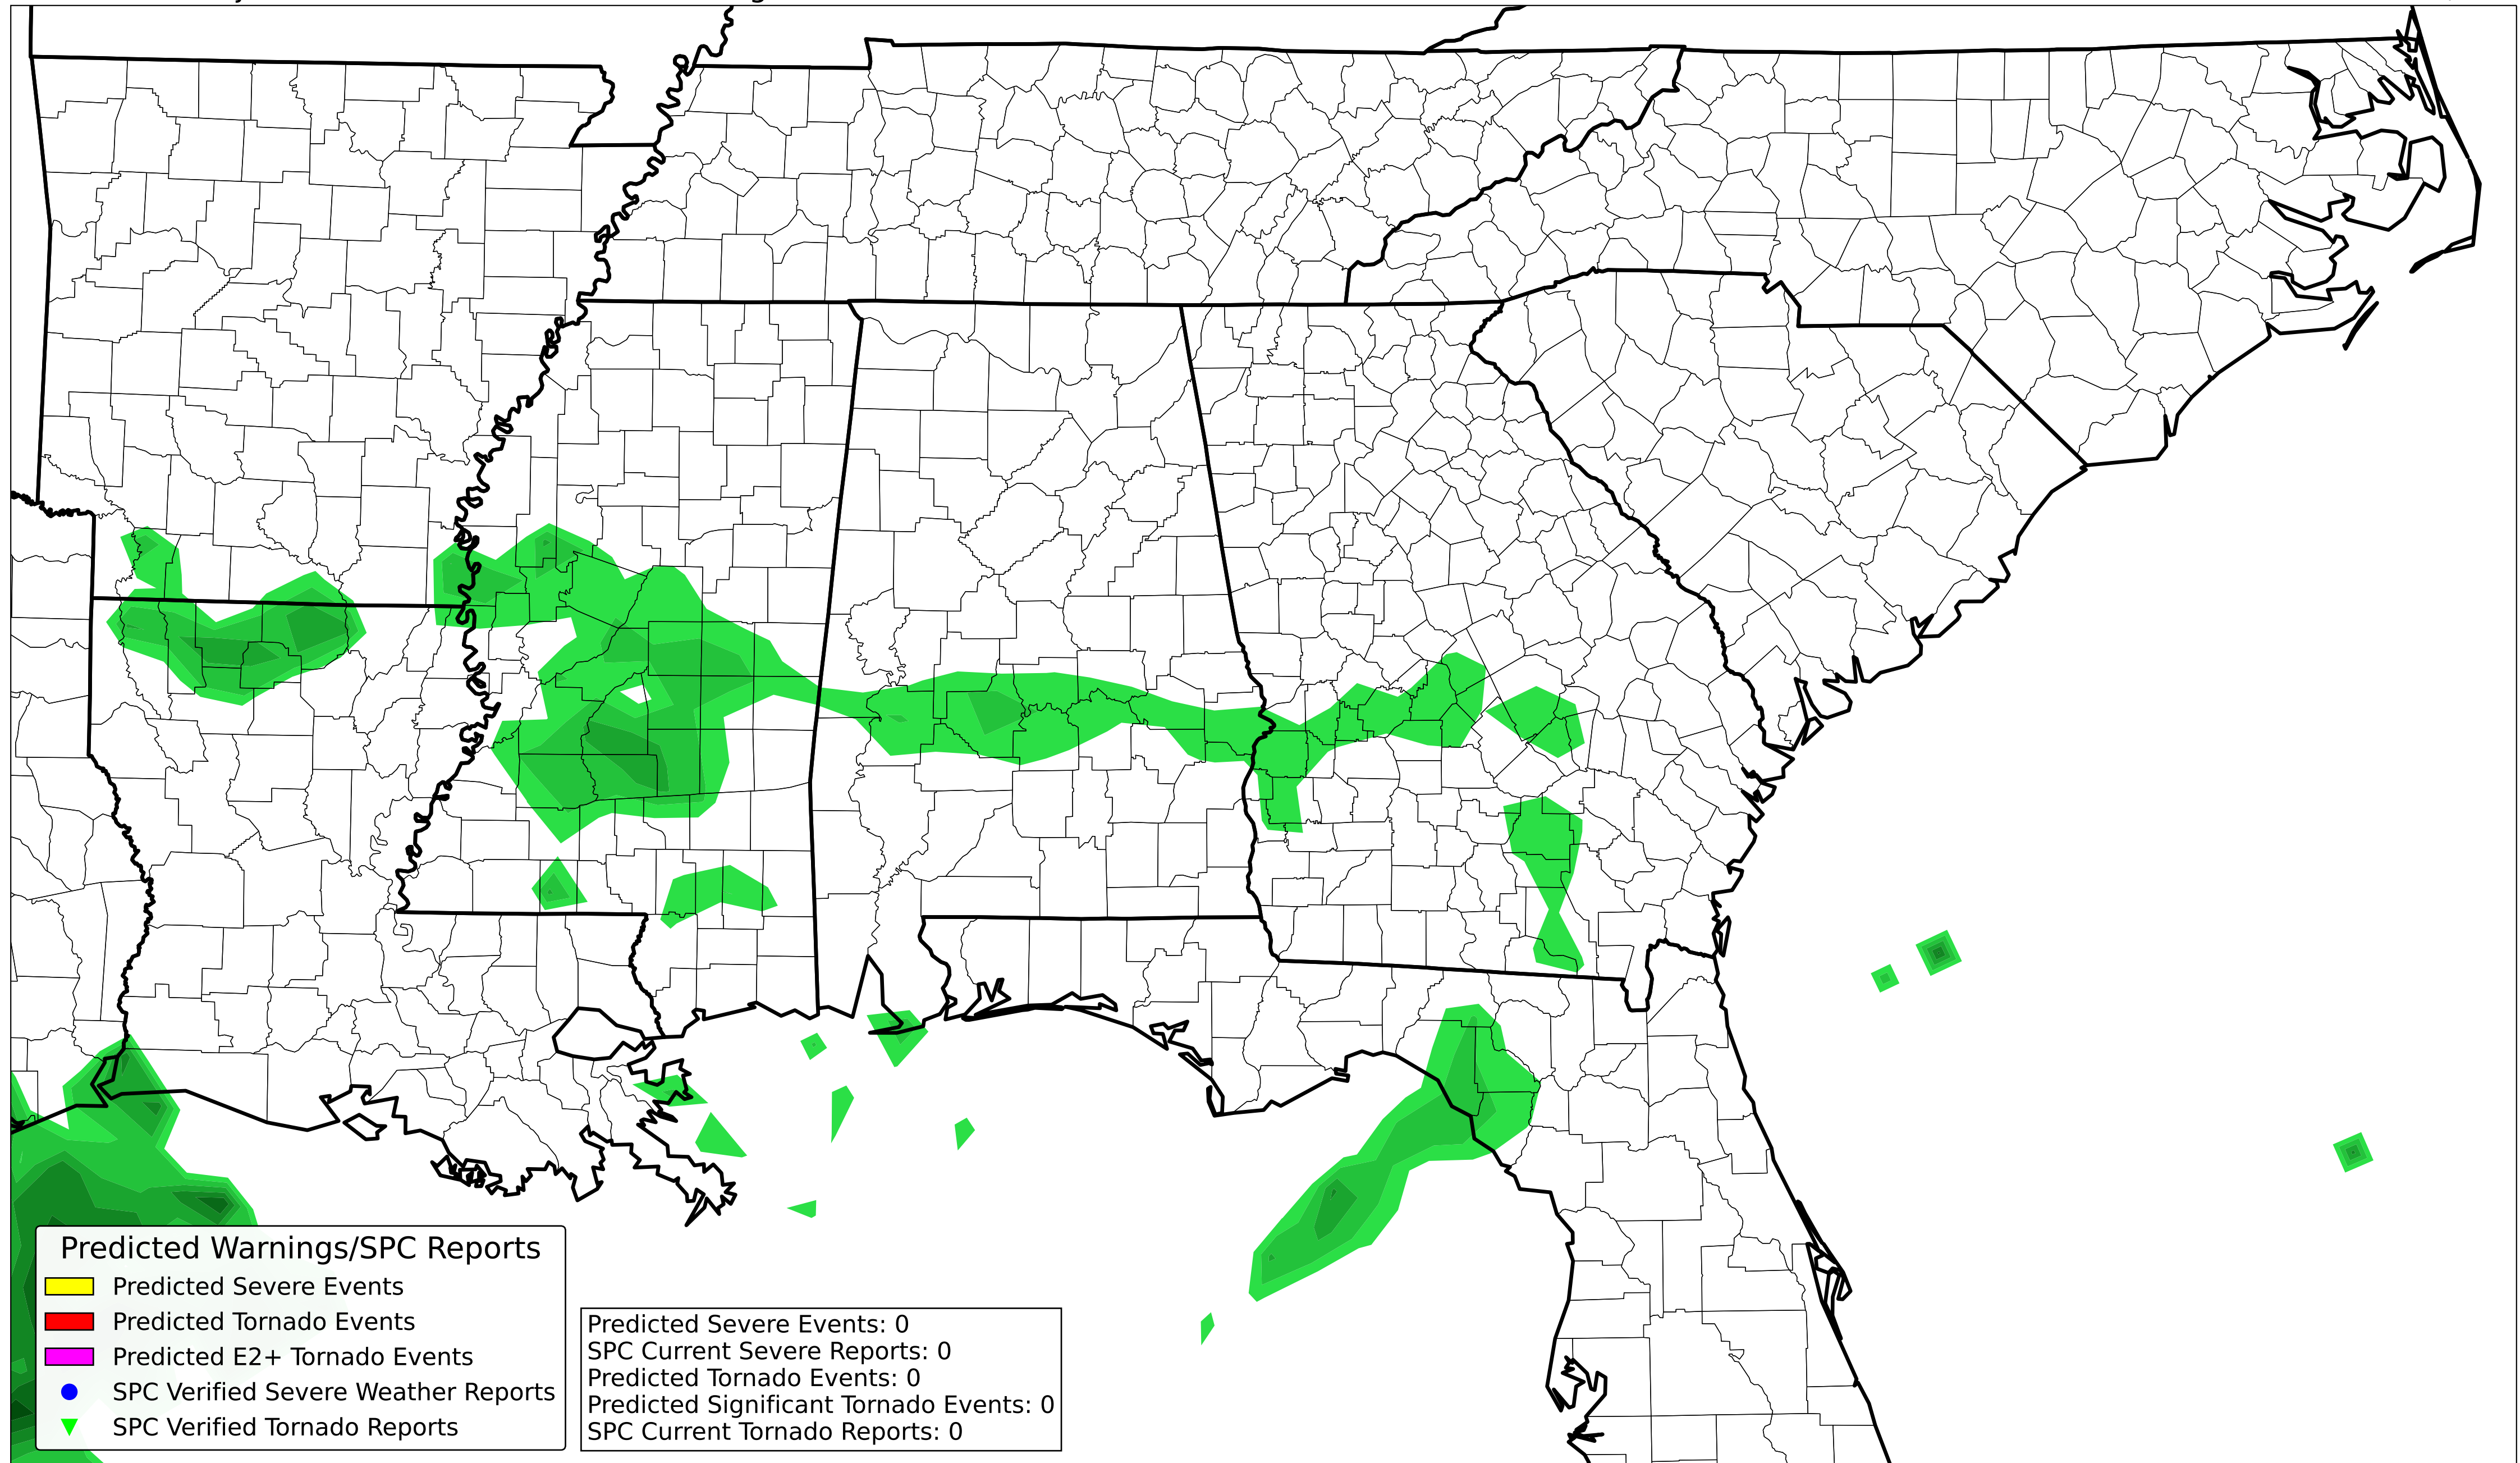 Predicted Warnings/SPC Reports
Predicted Severe Events
Predicted Tornado Events
Predicted E2+ Tornado Events
SPC Verified Severe Weather Reports
SPC Verified Tornado Reports
Predicted Severe Events: 0
SPC Current Severe Reports: 0
Predicted Tornado Events: 0
Predicted Significant Tornado Events: 0
SPC Current Tornado Reports: 0